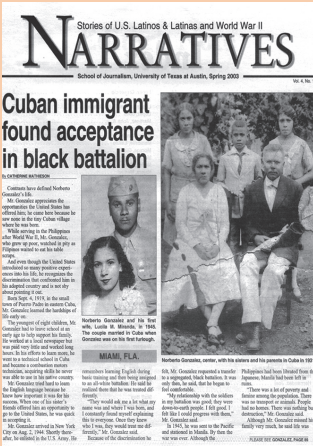 Stories of U.S. Latinos & Latinas and World War II
NARRATIVES
School of Journalism, University of Texas at Austin, Spring 2003
Vol. 4, No.
Cuban immigrant
found acceptance
in black battalion
By CATHERINE MATHIESON
Contrasts have defined Norberto
Gonzalez's life.
Mr. Gonzalez appreciates the
opportunities the United States has
offered him; he came here because he
saw none in the tiny Cuban village
where he was born.
While serving in the Philippines
after World War II, Mr. Gonzalez,
who grew up poor, watched in pity as
Filipinos waited to eat his table
scraps.
And even though the United States
introduced so many positive experi-
ences into his life, he recognizes the
discrimination that confronted him in
his adopted country and is not shy
about pointing it out.
Born Sept. 4, 1919, in the small
town of Puerto Padre in eastern Cuba,
Mr. Gonzalez learned the hardships of
life early on.
The youngest of eight children, Mr.
Gonzalez had to leave school at an
early age to help support his family.
He worked at a local newspaper but
was paid very little and worked long
hours. In his efforts to learn more, he
went to a technical school in Cuba
and became a combustion motors
technician, acquiring skills he never
was able to use in his native country.
Mr. Gonzalez tried hard to learn
the English language because he
knew how important it was for his
success. When one of his sister's
friends offered him an opportunity to
go to the United States, he was quick
to accept.
Mr. Gonzalez arrived in New York
City on Aug. 2, 1944. Shortly there-
after, he enlisted in the U.S. Army. He
Norberto Gonzalez and his first
wife, Lucila M. Miranda, in 1945.
The couple married in Cuba when
Gonzalez was on his first furlough.
MIAMI, FLA.
remembers learning English during
basic training and then being assigned
to an all-white battalion. He said he
realized there that he was treated dif-
ferently.
"They would ask me a lot what my
name was and where I was born, and
I constantly found myself explaining
this to everyone. Once they knew
who I was, they would treat me dif-
ferently," Mr. Gonzalez said.
Because of the discrimination he
Norberto Gonzalez, center, with his sisters and his parents in Cuba in
felt, Mr. Gonzalez requested a transfer
to a segregated, black battalion. It was
only then, he said, that he began to
feel comfortable.
"My relationship with the soldiers
in my battalion was good; they were
down-to-earth people. I felt good. I
felt like I could progress with them,"
Mr. Gonzalez said.
In 1945, he was sent to the Pacific
and stationed in Manila. By then the
war was over. Although the
Philippines had been liberated from
Japanese, Manila had been left in
ruins.
"There was a lot of poverty and
famine among the population. There
was no transport or animals. People
had no homes. There was nothing but
destruction," Mr. Gonzalez said.
Although Mr. Gonzalez missed his
family very much, he said life was
PLEASE SEE GONZALEZ, PAGE